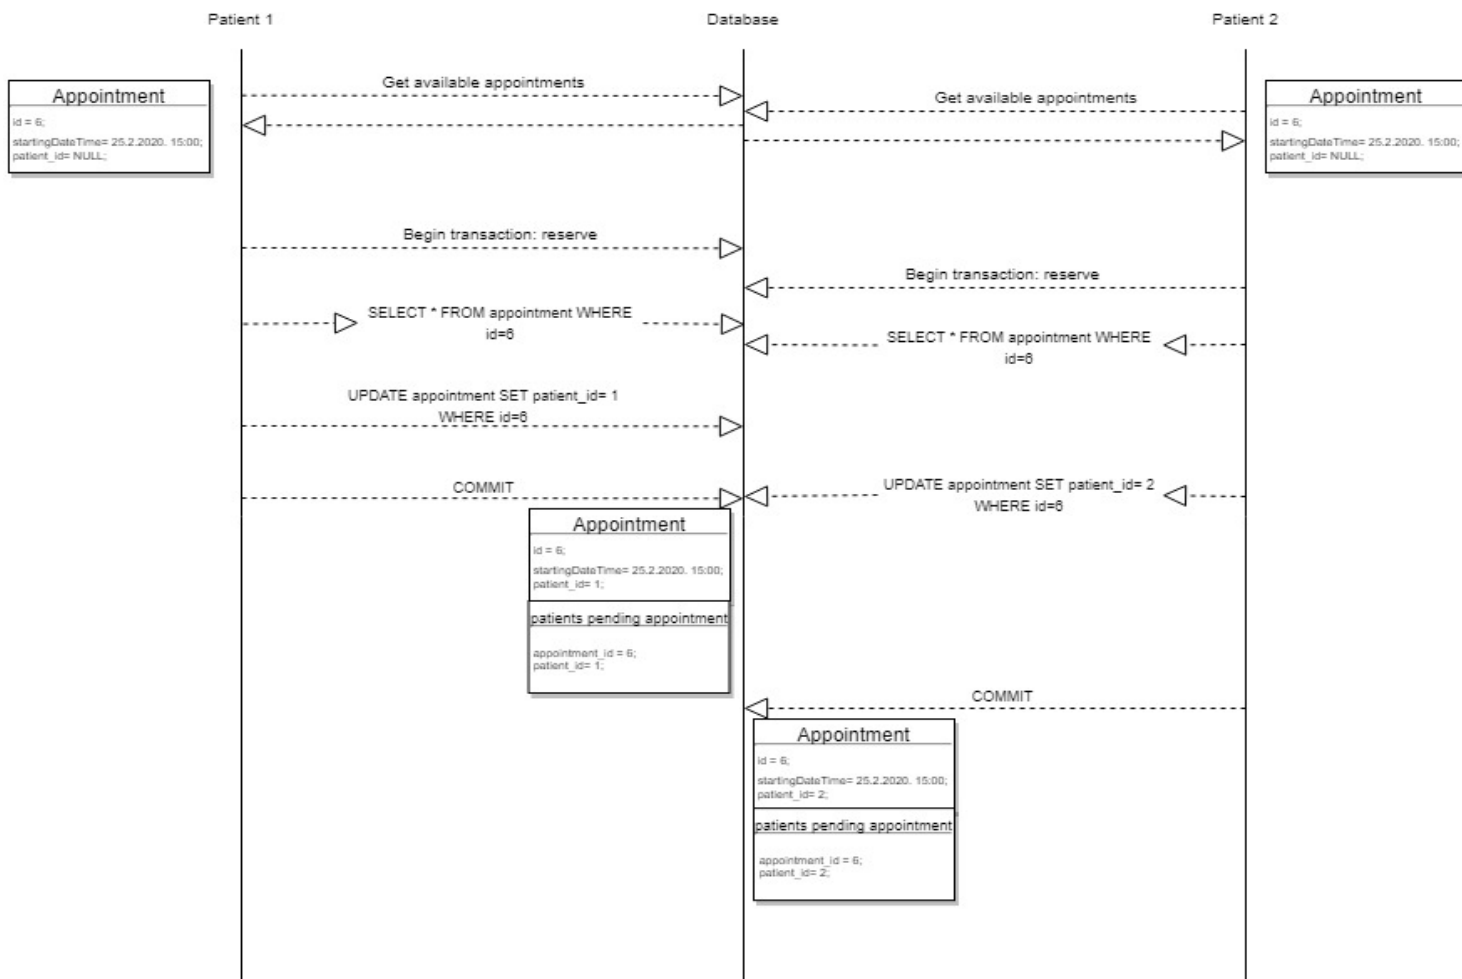 Patient 1
Database
Patient 2
Get available appointments
Get available appointments
Appointment
id = 6;
startingDateTime= 25.2.2020. 15:00;
patient_id= NULL;
Appointment
id = 6;
startingDateTime= 25.2.2020. 15:00;
patient_id= NULL;
Begin transaction: reserve
Begin transaction: reserve
SELECT * FROM appointment WHERE
id=6
SELECT * FROM appointment WHERE
id=6
UPDATE appointment SET patient_id= 1
WHERE id=6
COMMIT
UPDATE appointment SET patient_id= 2
WHERE id=6
Appointment
id = 6;
startingDateTime= 25.2.2020. 15:00;
patient_id= 1;
patients pending appointment
appointment_id = 6;
patient_id= 1;
COMMIT
Appointment
id = 6;
startingDateTime= 25.2.2020. 15:00;
patient_id= 2;
patients pending appointment
appointment_id = 6;
patient_id= 2;